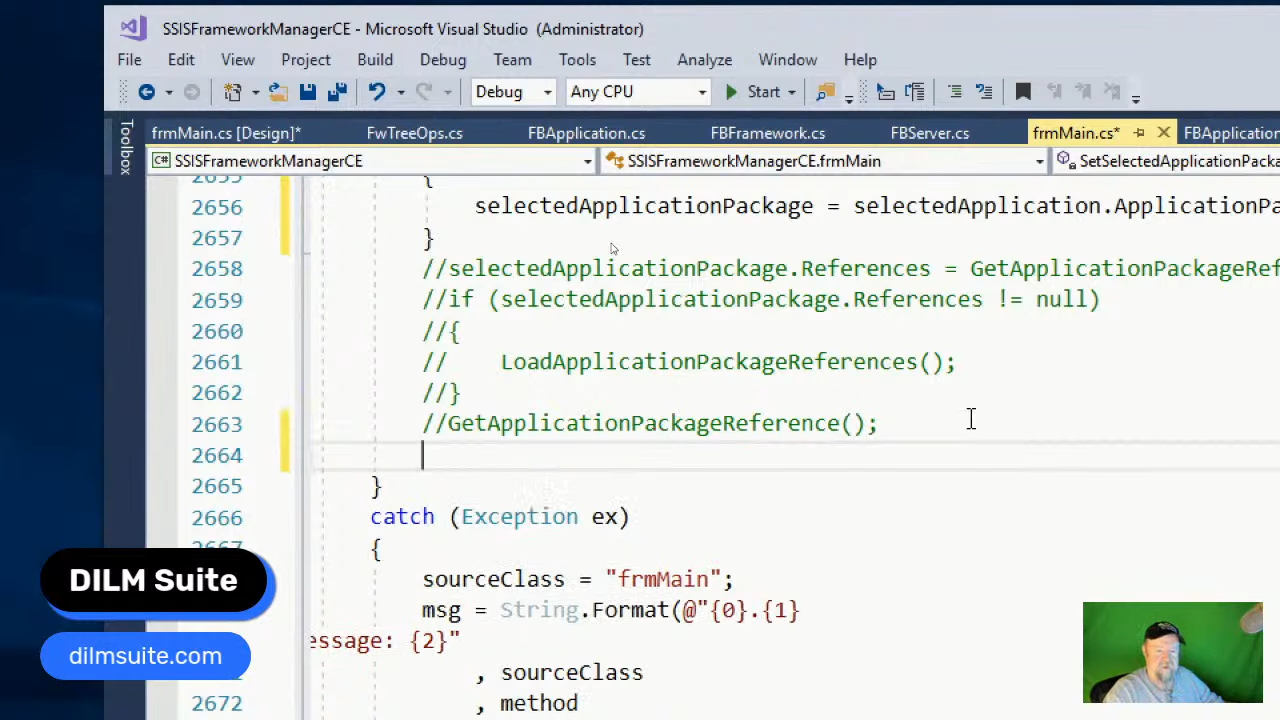 SSISFrameworkManagerCE - Microsoft Visual Studio (Administrator)
File Edit View Project Build Debug Team Tools Test Analyze Window Help
Debug Any CPU Start
frmMain.cs [Design]* FwTreeOps.cs FBApplication.cs FBFramework.cs FBServer.cs frmMain.cs* FBApplication
Toolbox
C# SSISFrameworkManagerCE SSISFrameworkManagerCE.frmMain SetSelectedApplicationPacka
2655 {
2656 selectedApplicationPackage = selectedApplication.ApplicationPa
2657 }
2658 //selectedApplicationPackage.References = GetApplicationPackageRef
2659 //if (selectedApplicationPackage.References != null)
2660 //{
2661 // LoadApplicationPackageReferences();
2662 //}
2663 //GetApplicationPackageReference();
2664
2665 }
2666 catch (Exception ex)
2667 {
sourceClass = "frmMain";
msg = String.Format(@"{0}.{1}
essage: {2}"
, sourceClass
2672 , method
DILM Suite
dilmsuite.com